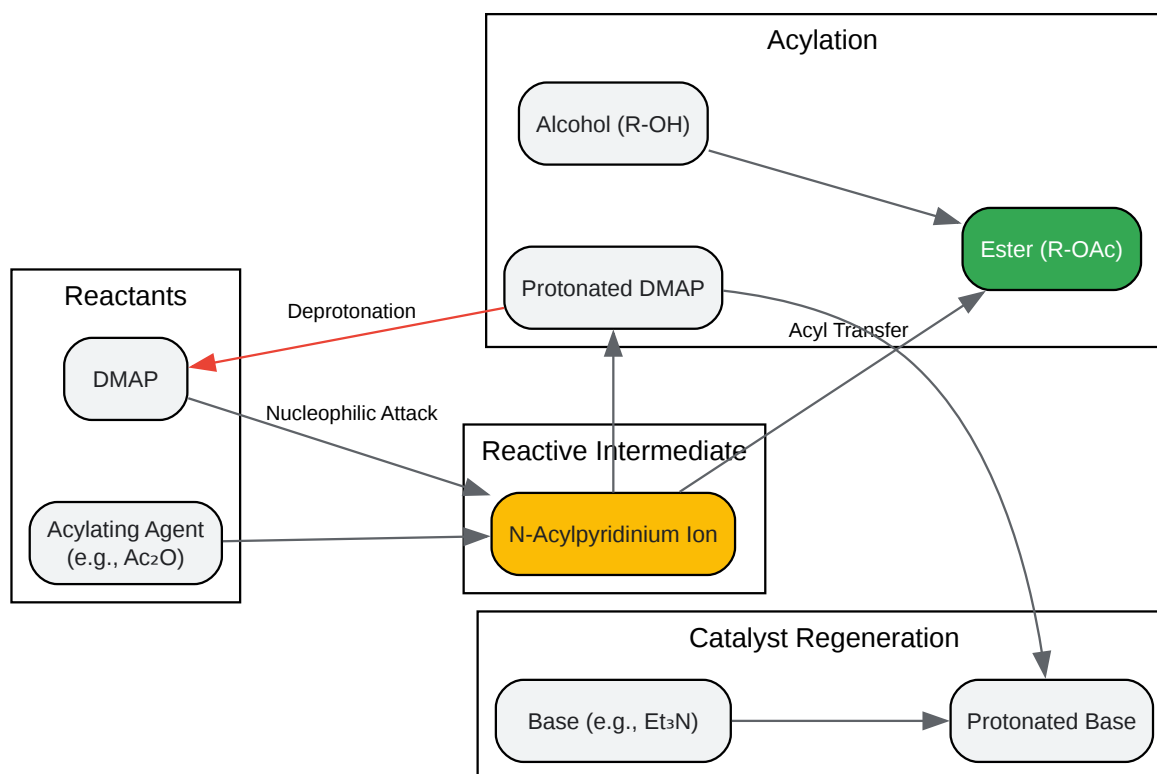 Acylation
Alcohol (R-OH)
Ester (R-OAc)
Protonated DMAP
Reactants
Deprotonation
Acyl Transfer
DMAP
Nucleophilic Attack
Reactive Intermediate
Acylating Agent
(e.g., Ac₂O)
N-Acylpyridinium Ion
Catalyst Regeneration
Base (e.g., Et₃N)
Protonated Base